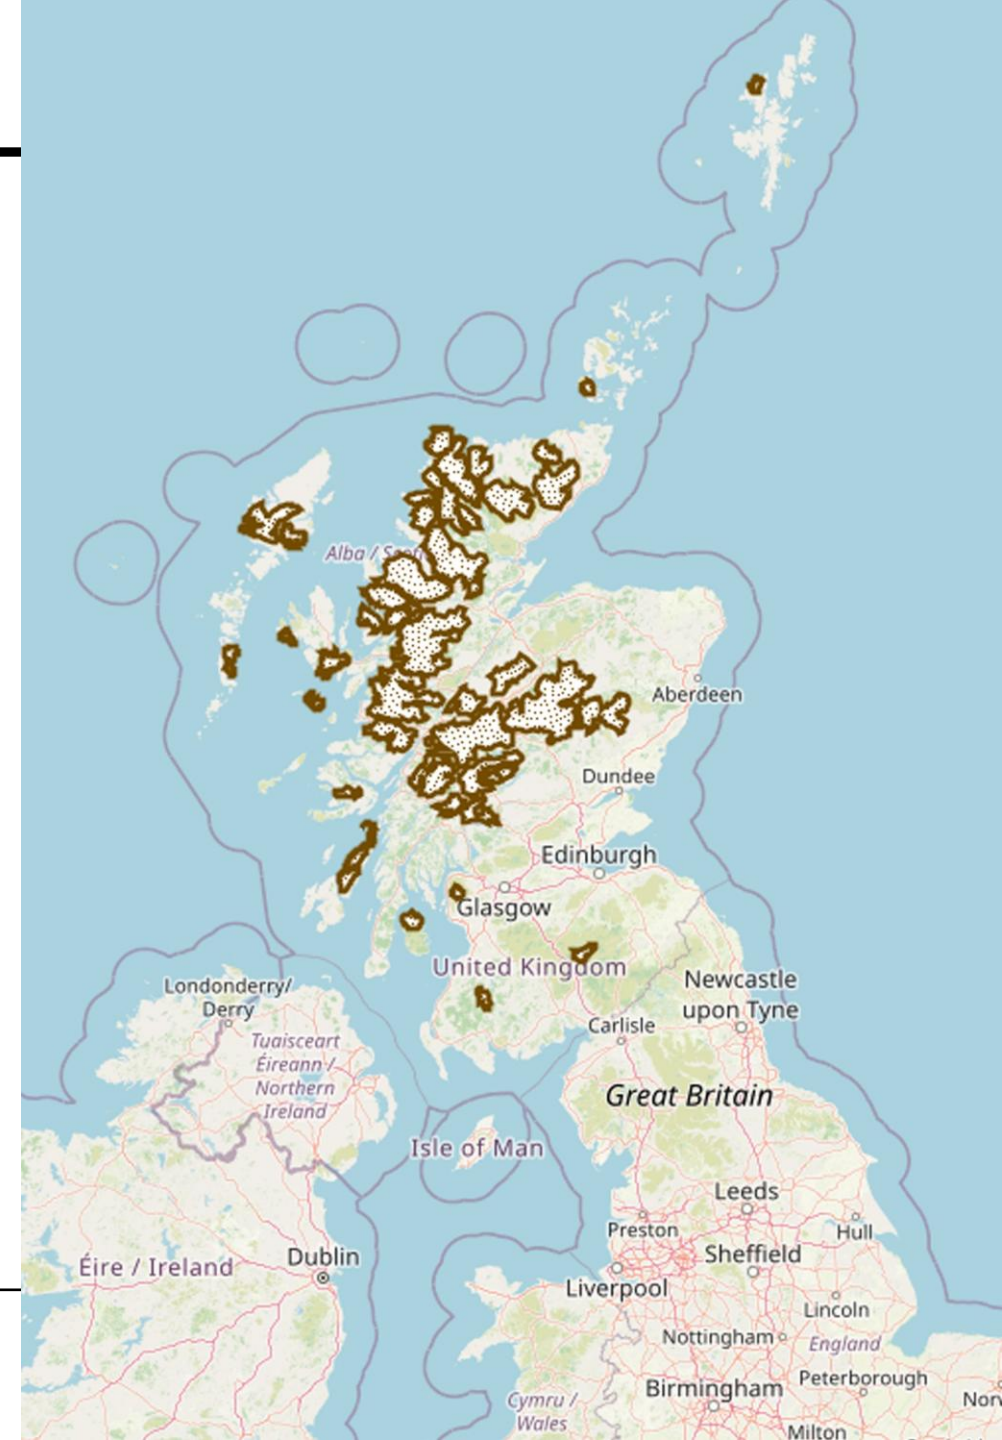 Alba / Scotl
Aberdeen
Dundee
Edinburgh
Glasgow
United Kingdom
Londonderry/
Derry
Newcastle
upon Tyne
Carlisle
Tuaisceart
Éireann /
Northern
Ireland
Great Britain
Isle of Man
Leeds
Preston
Hull
Sheffield
Éire / Ireland
Dublin
Liverpool
Lincoln
Nottingham
England
Peterborough
Birmingham
Cymru /
Wales
Norw
Milton